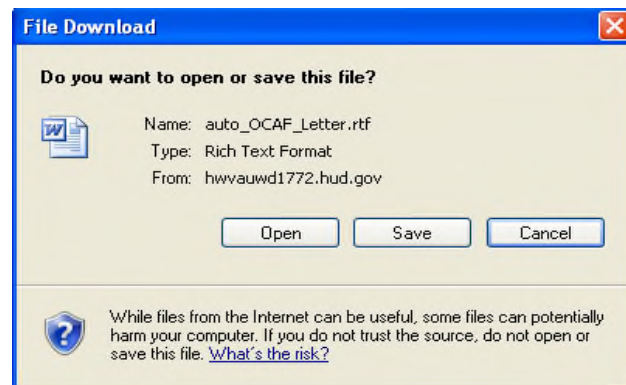 File Download
Do you want to open or save this file?
Name: auto_OCAF_Letter.rtf
Type: Rich Text Format
From: hwvauwd1772.hud.gov
Open Save Cancel
While files from the Internet can be useful, some files can potentially
harm your computer. If you do not trust the source, do not open or
save this file. What's the risk?